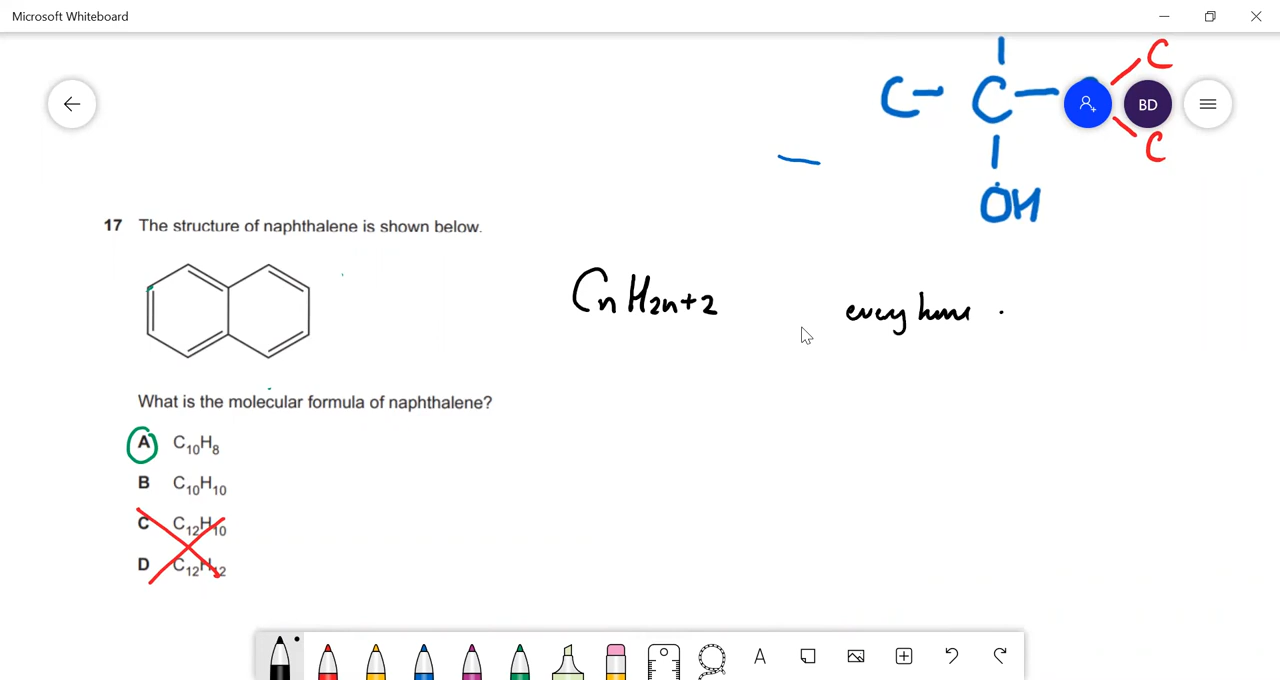 Microsoft Whiteboard
C
C - C -
BD
C
OH
17 The structure of naphthalene is shown below.
CnH2n+2
every
What is the molecular formula of naphthalene?
A C10H8
B C10H10
C C12H10
D C12H12
A